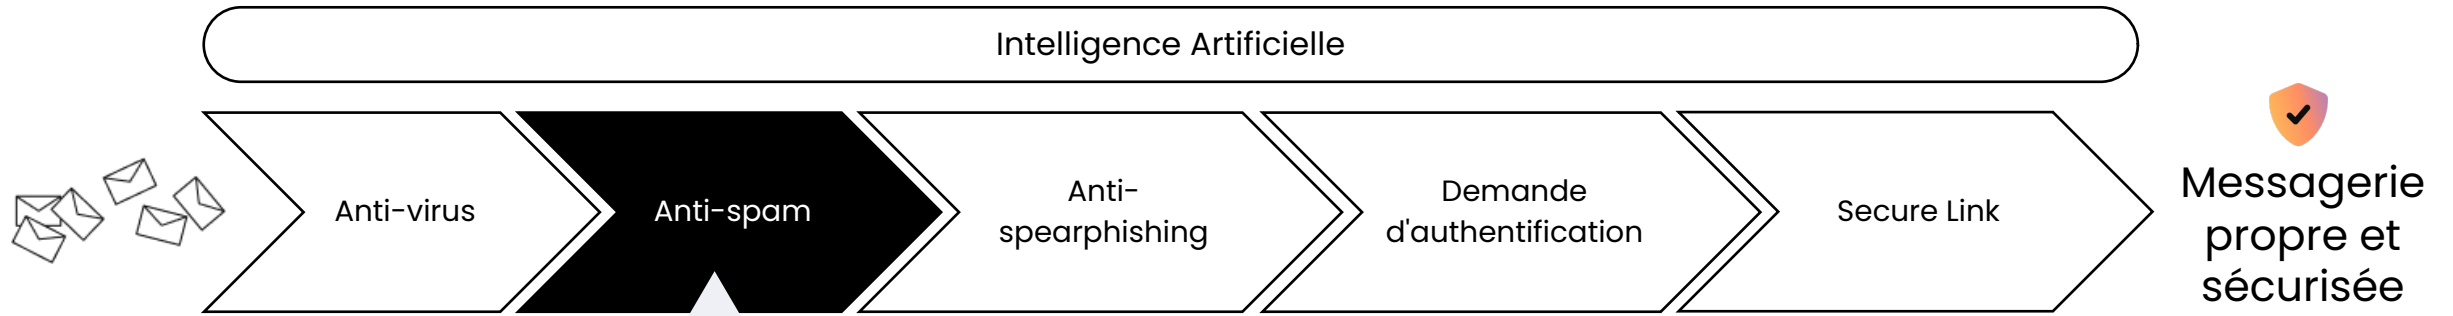 Intelligence Artificielle
Anti-virus
Anti-spam
Anti-
spearphishing
Demande
d'authentification
Secure Link
Messagerie
propre et
sécurisée